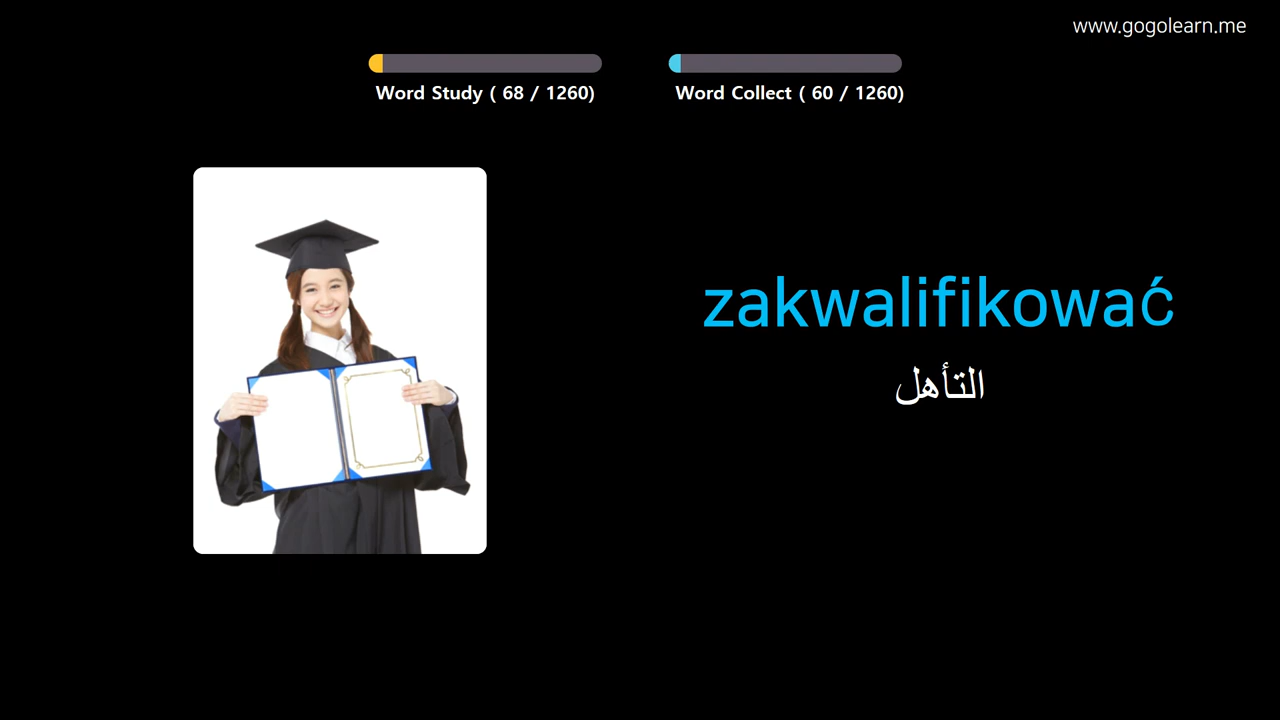 www.gogolearn.me
Word Study ( 68 / 1260)
Word Collect ( 60 / 1260)
zakwalifikować
التأهل